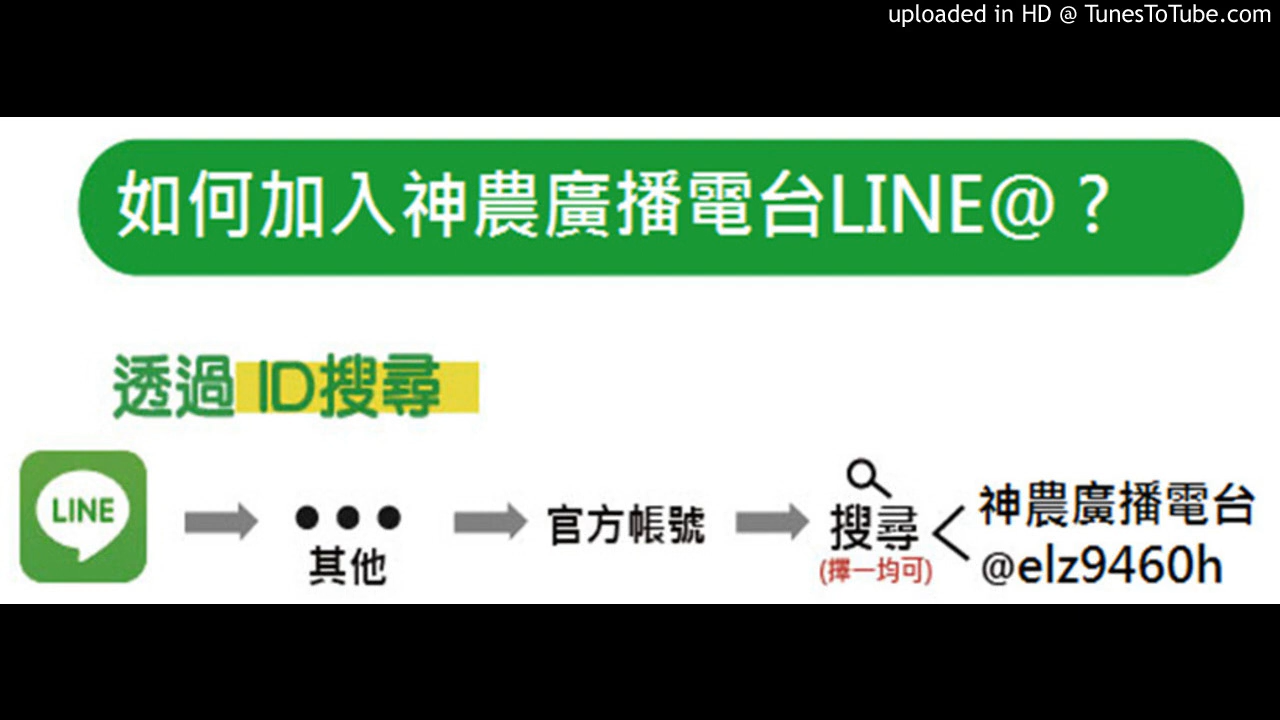 uploaded in HD @ TunesToTube.com
如何加入神農廣播電台LINE@?
透過 ID搜尋
LINE
其他
官方帳號
搜尋
(擇一均可)
神農廣播電台
@elz9460h